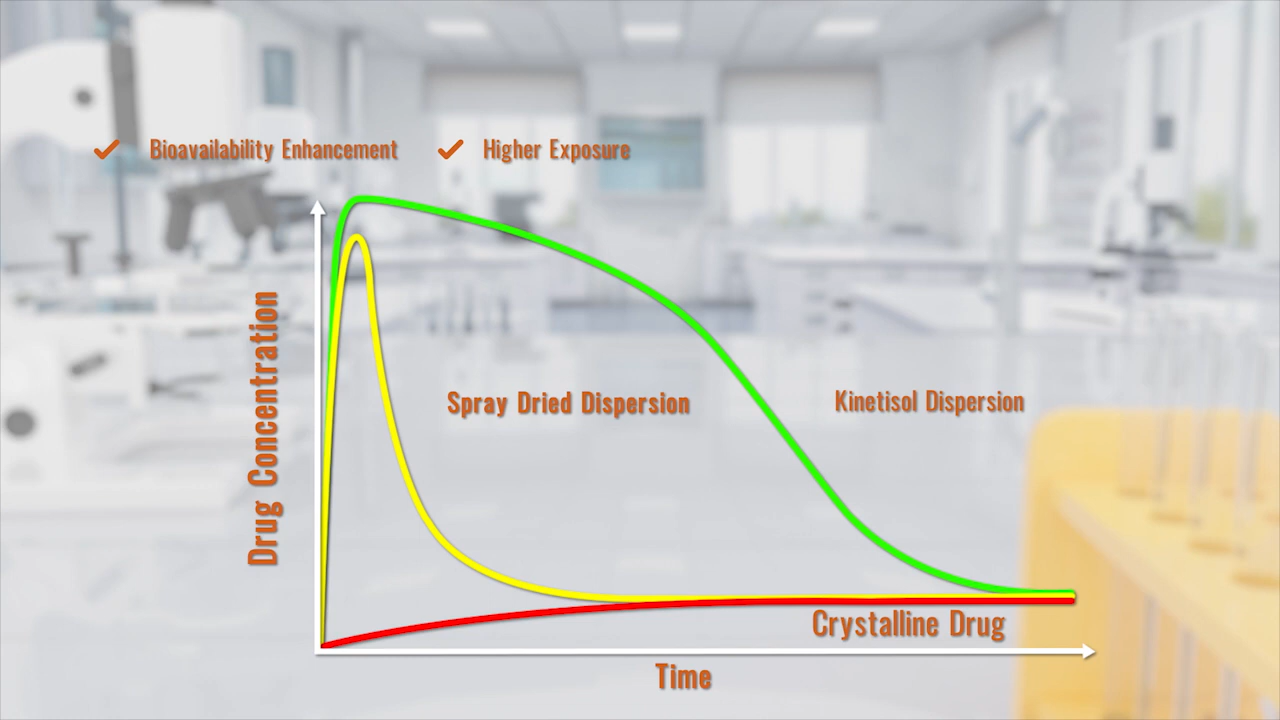 Bioavailability Enhancement
Higher Exposure
Drug Concentration
Spray Dried Dispersion
Kinetisol Dispersion
Crystalline Drug
Time